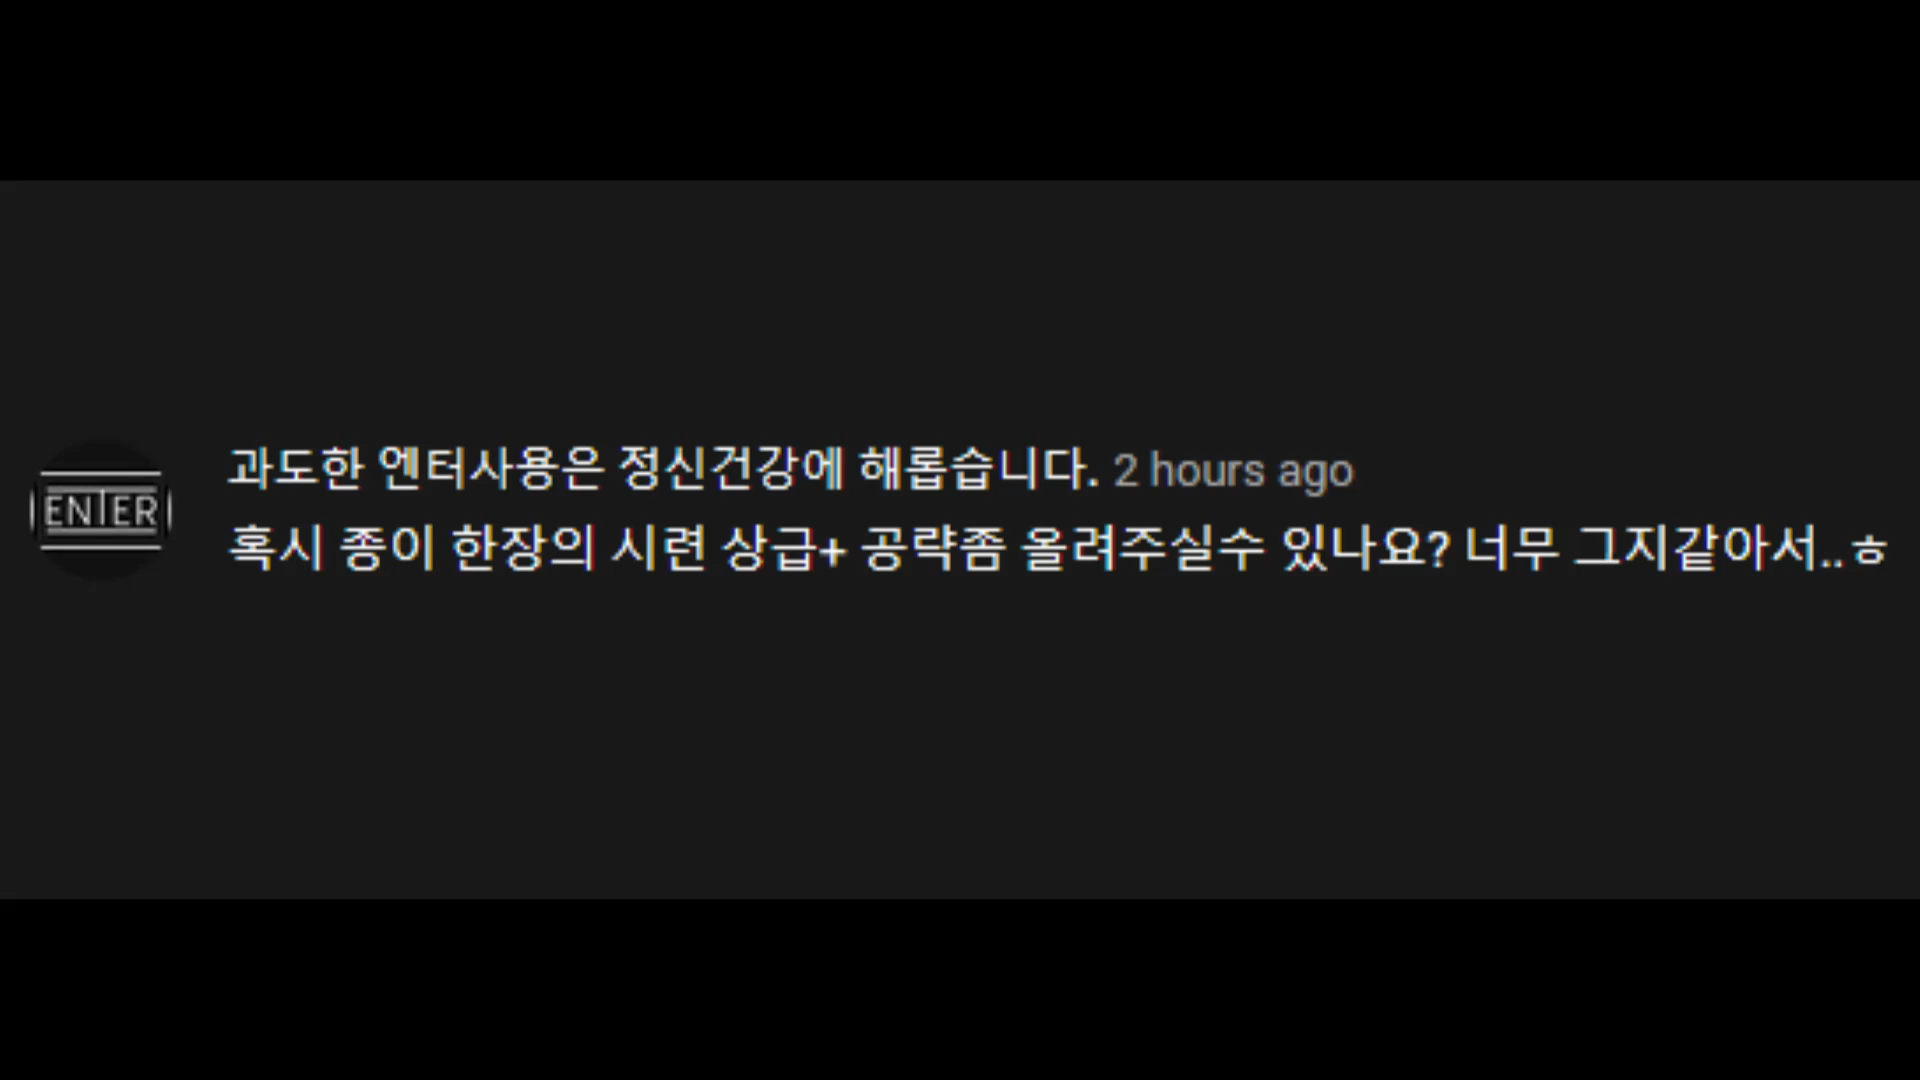 ENTER
과도한 엔터사용은 정신건강에 해롭습니다. 2 hours ago
혹시 종이 한장의 시련 상급+ 공략좀 올려주실수 있나요? 너무 그지같아서..ㅎ